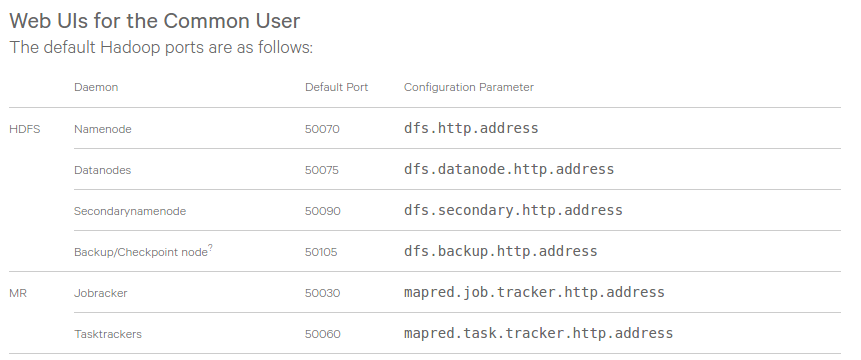 Web UIs for the Common User
The default Hadoop ports are as follows:
Daemon Default Port Configuration Parameter
HDFS Namenode 50070 dfs.http.address
Datanodes 50075 dfs.datanode.http.address
Secondarynamenode 50090 dfs.secondary.http.address
Backup/Checkpoint node? 50105 dfs.backup.http.address
MR Jobracker 50030 mapred.job.tracker.http.address
Tasktrackers 50060 mapred.task.tracker.http.address